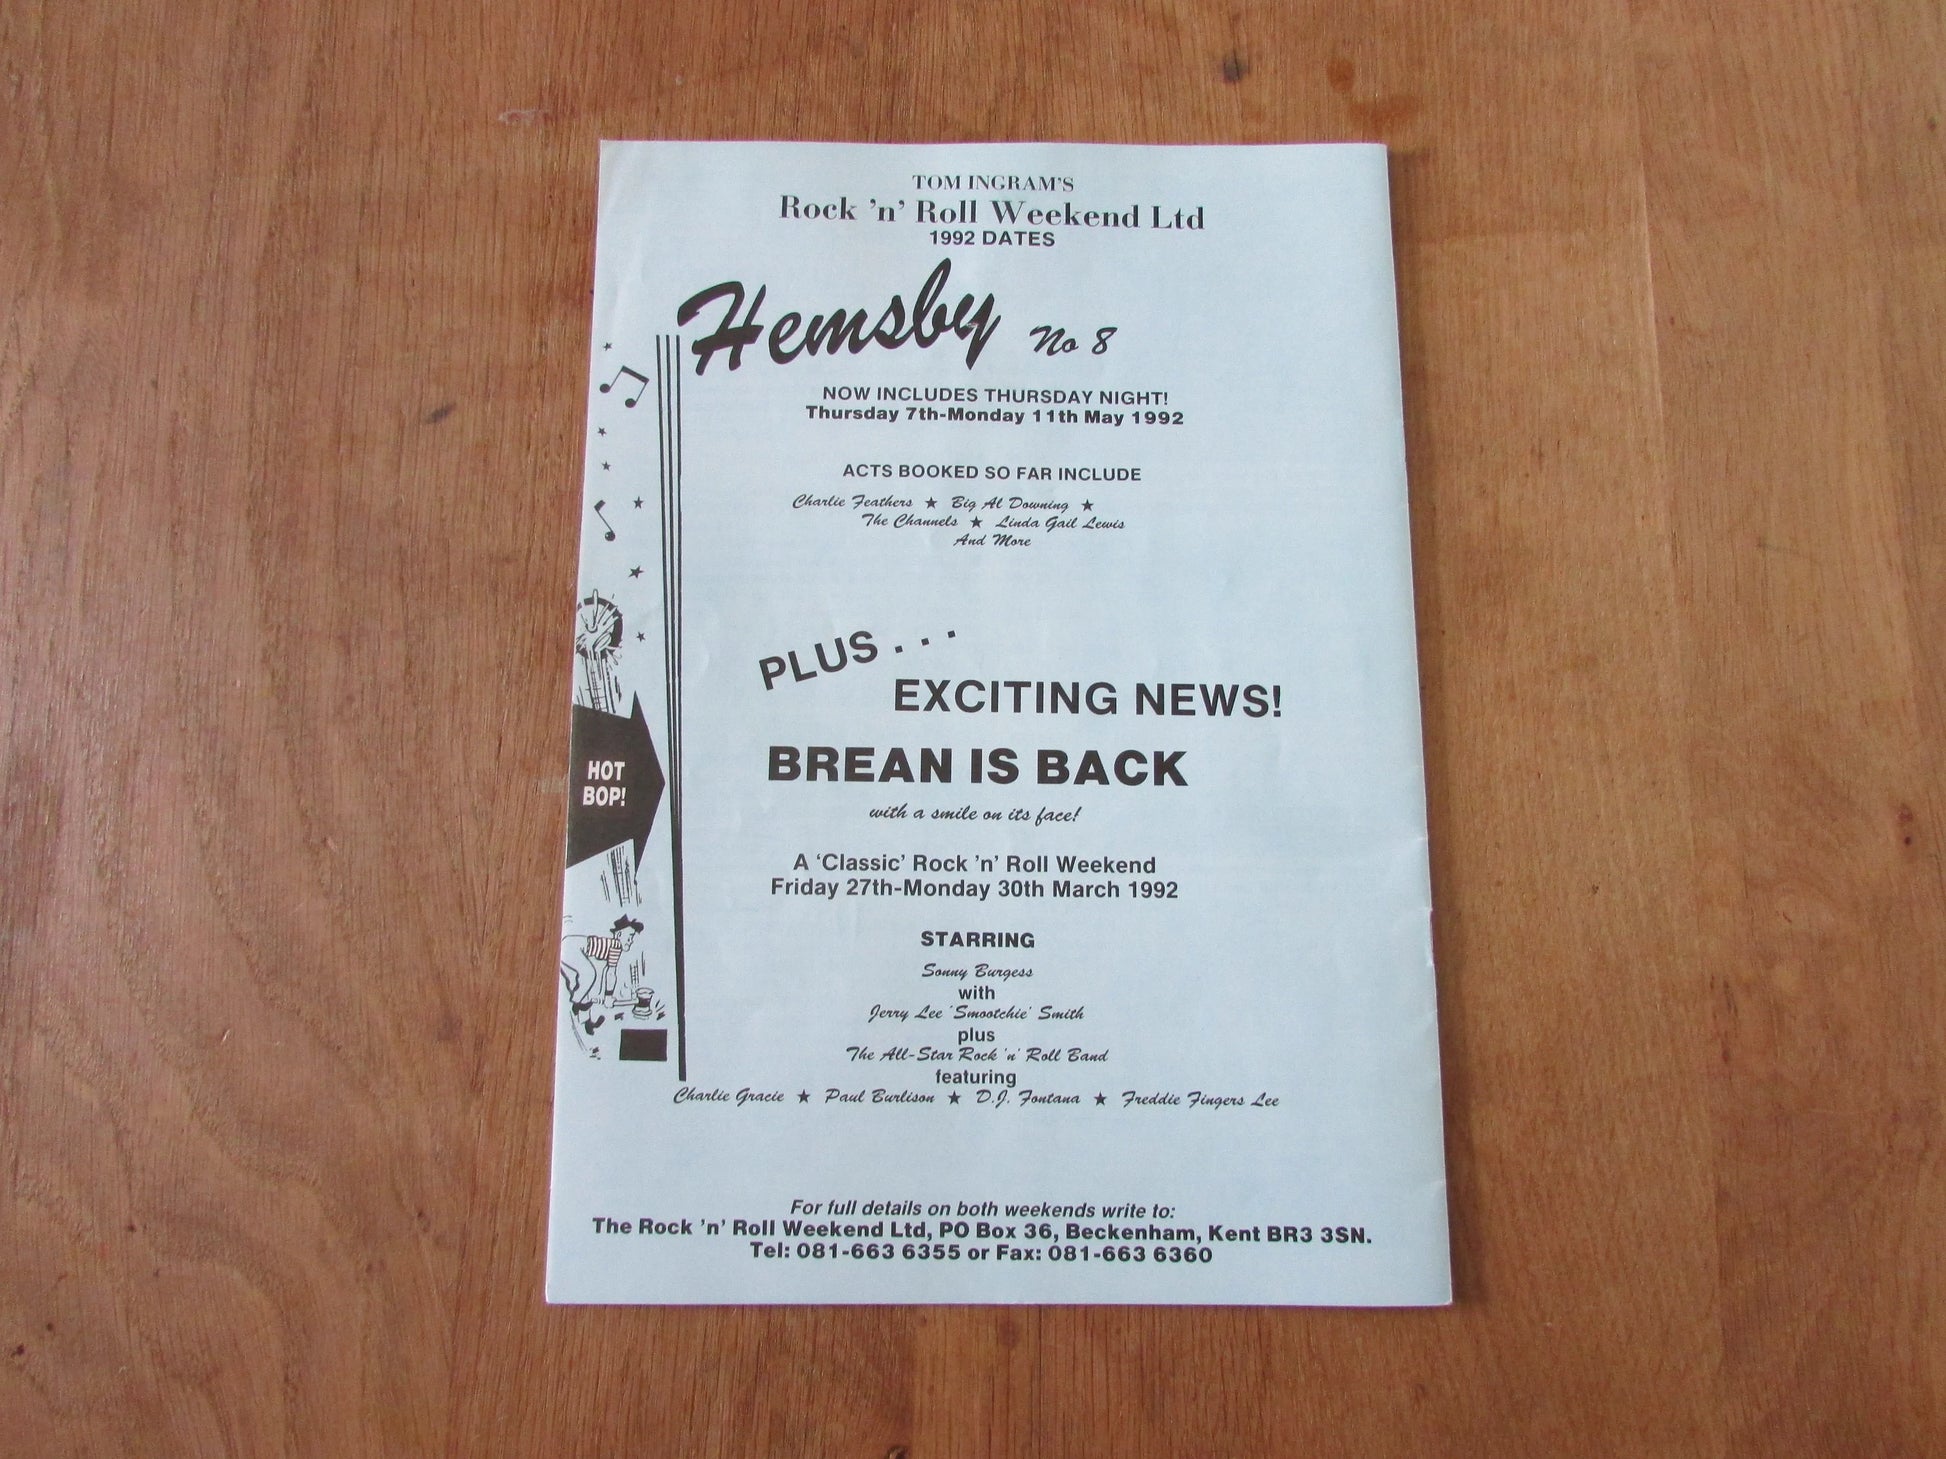 TOM INGRAM'S
Rock 'n' Roll Weekend Ltd
1992 DATES
Hemsby No 8
NOW INCLUDES THURSDAY NIGHT!
Thursday 7th-Monday 11th May 1992
ACTS BOOKED SO FAR INCLUDE
Charlie Feathers ★ Big Al Downing ★
The Channels ★ Linda Gail Lewis
And More
PLUS . . .
EXCITING NEWS!
HOT
BOP!
BREAN IS BACK
with a smile on its face!
A 'Classic' Rock 'n' Roll Weekend
Friday 27th-Monday 30th March 1992
STARRING
Sonny Burgess
with
Jerry Lee 'Smootchie' Smith
plus
The All-Star Rock 'n' Roll Band
featuring
Charlie Gracie ★ Paul Burlison ★ D.J. Fontana ★ Freddie Fingers Lee
For full details on both weekends write to:
The Rock 'n' Roll Weekend Ltd, PO Box 36, Beckenham, Kent BR3 3SN.
Tel: 081-663 6355 or Fax: 081-663 6360